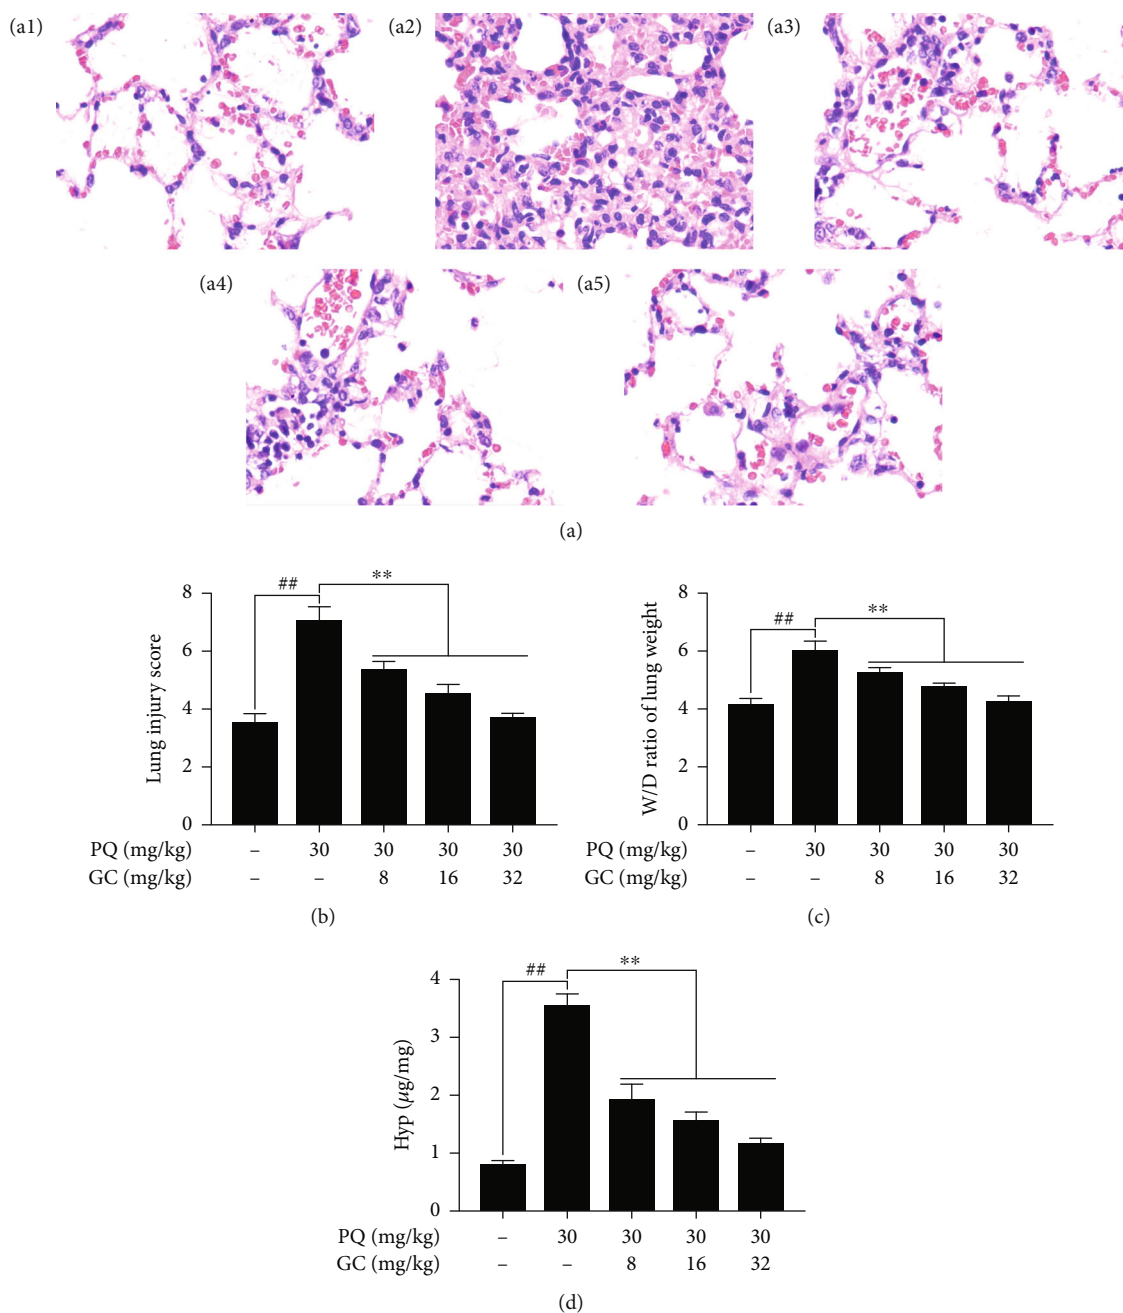 (a1)
(a2)
(a3)
(a4)
(a5)
(a)
8
6
4
2
0
Lung injury score
##
**
PQ (mg/kg) – 30 30 30 30
GC (mg/kg) – – 8 16 32
(b)
8
6
4
2
0
W/D ratio of lung weight
##
**
PQ (mg/kg) – 30 30 30 30
GC (mg/kg) – – 8 16 32
(c)
4
3
2
1
0
Hyp (μg/mg)
##
**
PQ (mg/kg) – 30 30 30 30
GC (mg/kg) – – 8 16 32
(d)